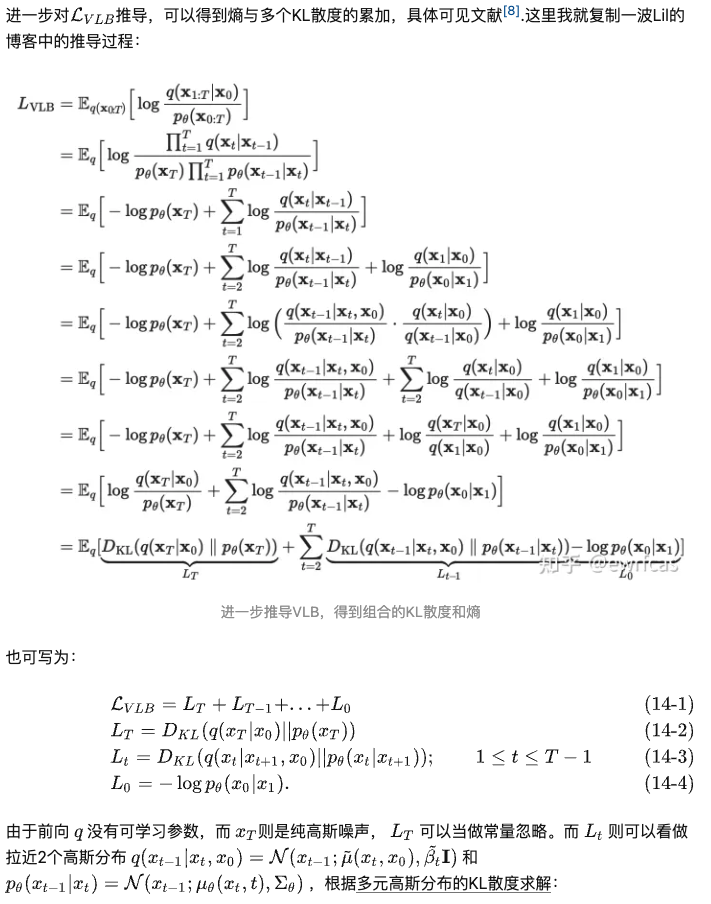 进一步对 $\mathcal{L}_{VLB}$ 推导，可以得到熵与多个KL散度的累加，具体可见文献[8].这里我就复制一波Lil的
博客中的推导过程：
$L_{\text{VLB}} = \mathbb{E}_{q(\mathbf{x}_{0:T})}\Big[\log\frac{q(\mathbf{x}_{1:T}|\mathbf{x}_0)}{p_\theta(\mathbf{x}_{0:T})}\Big]$
$= \mathbb{E}_q\Big[\log\frac{\prod_{t=1}^T q(\mathbf{x}_t|\mathbf{x}_{t-1})}{p_\theta(\mathbf{x}_T)\prod_{t=1}^T p_\theta(\mathbf{x}_{t-1}|\mathbf{x}_t)}\Big]$
$= \mathbb{E}_q\Big[-\log p_\theta(\mathbf{x}_T) + \sum_{t=1}^T \log\frac{q(\mathbf{x}_t|\mathbf{x}_{t-1})}{p_\theta(\mathbf{x}_{t-1}|\mathbf{x}_t)}\Big]$
$= \mathbb{E}_q\Big[-\log p_\theta(\mathbf{x}_T) + \sum_{t=2}^T \log\frac{q(\mathbf{x}_t|\mathbf{x}_{t-1})}{p_\theta(\mathbf{x}_{t-1}|\mathbf{x}_t)} + \log\frac{q(\mathbf{x}_1|\mathbf{x}_0)}{p_\theta(\mathbf{x}_0|\mathbf{x}_1)}\Big]$
$= \mathbb{E}_q\Big[-\log p_\theta(\mathbf{x}_T) + \sum_{t=2}^T \log\Big(\frac{q(\mathbf{x}_{t-1}|\mathbf{x}_t,\mathbf{x}_0)}{p_\theta(\mathbf{x}_{t-1}|\mathbf{x}_t)}\cdot\frac{q(\mathbf{x}_t|\mathbf{x}_0)}{q(\mathbf{x}_{t-1}|\mathbf{x}_0)}\Big) + \log\frac{q(\mathbf{x}_1|\mathbf{x}_0)}{p_\theta(\mathbf{x}_0|\mathbf{x}_1)}\Big]$
$= \mathbb{E}_q\Big[-\log p_\theta(\mathbf{x}_T) + \sum_{t=2}^T \log\frac{q(\mathbf{x}_{t-1}|\mathbf{x}_t,\mathbf{x}_0)}{p_\theta(\mathbf{x}_{t-1}|\mathbf{x}_t)} + \sum_{t=2}^T \log\frac{q(\mathbf{x}_t|\mathbf{x}_0)}{q(\mathbf{x}_{t-1}|\mathbf{x}_0)} + \log\frac{q(\mathbf{x}_1|\mathbf{x}_0)}{p_\theta(\mathbf{x}_0|\mathbf{x}_1)}\Big]$
$= \mathbb{E}_q\Big[-\log p_\theta(\mathbf{x}_T) + \sum_{t=2}^T \log\frac{q(\mathbf{x}_{t-1}|\mathbf{x}_t,\mathbf{x}_0)}{p_\theta(\mathbf{x}_{t-1}|\mathbf{x}_t)} + \log\frac{q(\mathbf{x}_T|\mathbf{x}_0)}{q(\mathbf{x}_1|\mathbf{x}_0)} + \log\frac{q(\mathbf{x}_1|\mathbf{x}_0)}{p_\theta(\mathbf{x}_0|\mathbf{x}_1)}\Big]$
$= \mathbb{E}_q\Big[\log\frac{q(\mathbf{x}_T|\mathbf{x}_0)}{p_\theta(\mathbf{x}_T)} + \sum_{t=2}^T \log\frac{q(\mathbf{x}_{t-1}|\mathbf{x}_t,\mathbf{x}_0)}{p_\theta(\mathbf{x}_{t-1}|\mathbf{x}_t)} - \log p_\theta(\mathbf{x}_0|\mathbf{x}_1)\Big]$
$= \mathbb{E}_q[\underbrace{D_{\text{KL}}(q(\mathbf{x}_T|\mathbf{x}_0)\parallel p_\theta(\mathbf{x}_T))}_{L_T} + \sum_{t=2}^T \underbrace{D_{\text{KL}}(q(\mathbf{x}_{t-1}|\mathbf{x}_t,\mathbf{x}_0)\parallel p_\theta(\mathbf{x}_{t-1}|\mathbf{x}_t))}_{L_{t-1}} \underbrace{-\log p_\theta(\mathbf{x}_0|\mathbf{x}_1)}_{L_0}]$
知乎 @ewrfcas
进一步推导VLB，得到组合的KL散度和熵
也可写为：
$\mathcal{L}_{VLB} = L_T + L_{T-1} + \ldots + L_0$ (14-1)
$L_T = D_{KL}(q(x_T|x_0)||p_\theta(x_T))$ (14-2)
$L_t = D_{KL}(q(x_t|x_{t+1},x_0)||p_\theta(x_t|x_{t+1}));\quad 1\le t\le T-1$ (14-3)
$L_0 = -\log p_\theta(x_0|x_1).$ (14-4)
由于前向 $q$ 没有可学习参数，而 $x_T$ 则是纯高斯噪声， $L_T$ 可以当做常量忽略。而 $L_t$ 则可以看做
拉近2个高斯分布 $q(x_{t-1}|x_t,x_0) = \mathcal{N}(x_{t-1};\tilde{\mu}(x_t,x_0),\tilde{\beta}_t\mathbf{I})$ 和
$p_\theta(x_{t-1}|x_t) = \mathcal{N}(x_{t-1};\mu_\theta(x_t,t),\Sigma_\theta)$ ，根据多元高斯分布的KL散度求解：